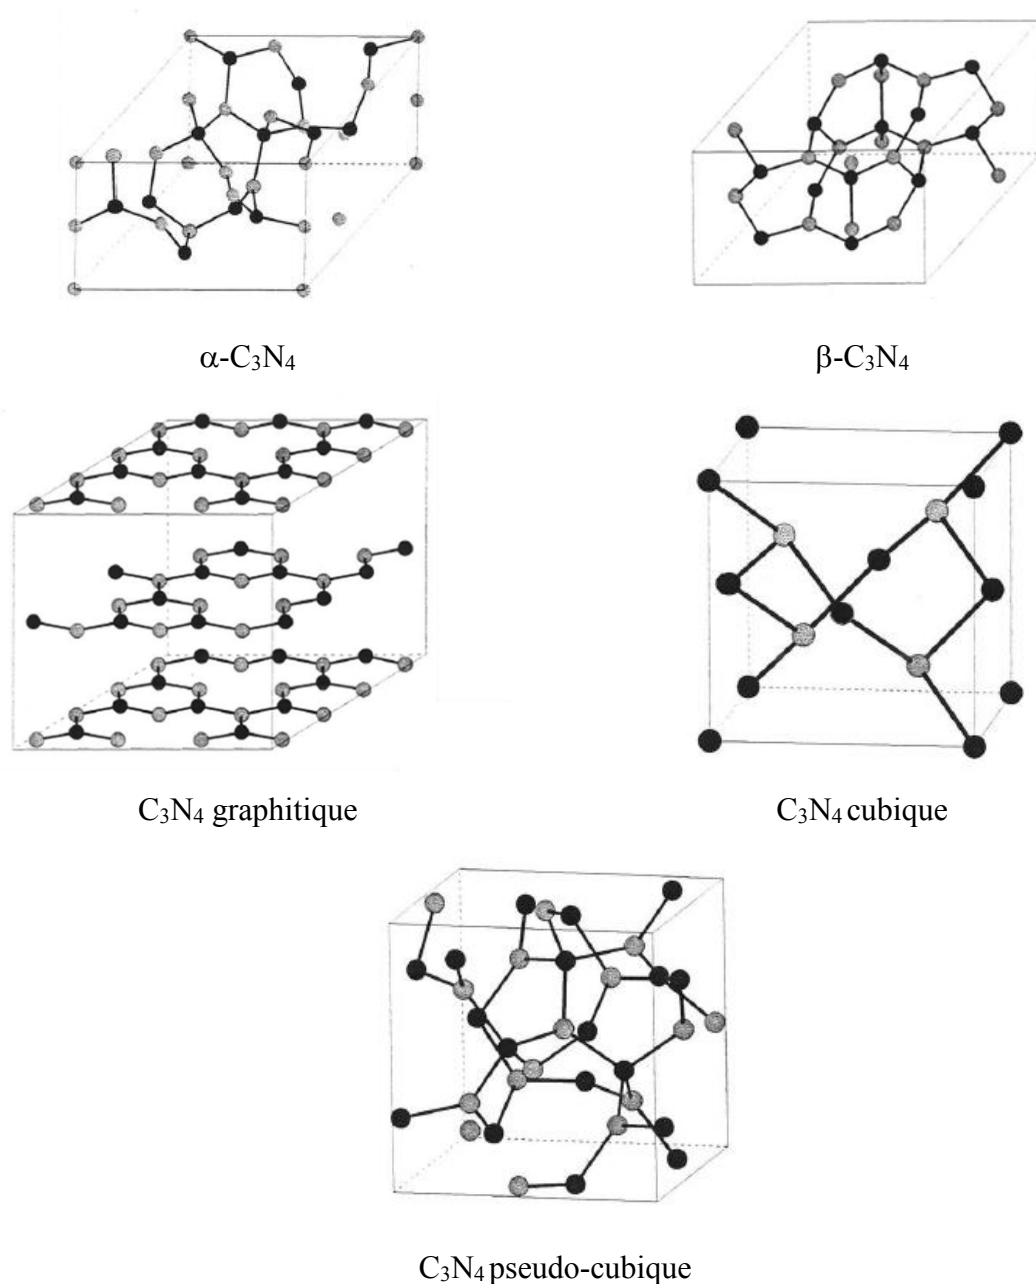 α-C₃N₄
β-C₃N₄
C₃N₄ graphitique
C₃N₄ cubique
C₃N₄ pseudo-cubique